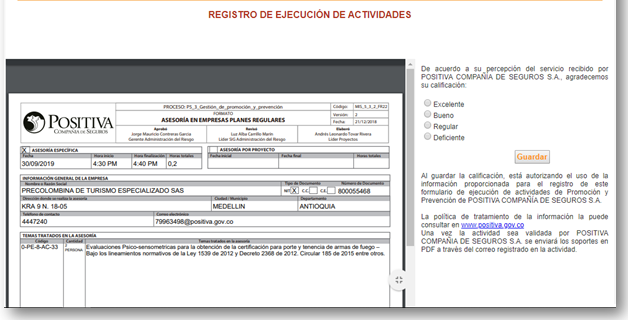 REGISTRO DE EJECUCIÓN DE ACTIVIDADES
POSITIVA
COMPAÑIA DE SEGUROS
PROCESO: PS_3_Gestión_de_promoción_y_prevención
FORMATO
ASESORÍA EN EMPRESAS PLANES REGULARES
Aprobó
Jorge Mauricio Contreras García
Gerente Administración del Riesgo
Revisó
Luz Alba Carrillo Marín
Líder SIG Administración del Riesgo
Elaboró
Andrés Leonardo Tovar Rivera
Líder Proyectos
Código:
Versión: 2
Fecha: 21/12/2018
X ASESORÍA ESPECÍFICA
ASESORIA POR PROYECTO
Fecha Hora inicio Hora finalización Horas totales
Fecha inicial Fecha final Horas totales
30/09/2019 4:30 PM 4:40 PM 0,2
INFORMACIÓN GENERAL DE LA EMPRESA
Nombre o Razón Social Tipo de Documento Número de Documento
PRECOLOMBINA DE TURISMO ESPECIALIZADO SAS NIT X C.C. C.E. 800055468
Dirección donde se realiza la asesoría Ciudad / Municipio Departamento
KRA 9 N. 18-05 MEDELLIN ANTIOQUIA
Teléfono de contacto Correo electrónico
4447240 79963498@positiva.gov.co
TEMAS TRATADOS EN LA ASESORÍA
Código Cantidad Temas tratados en la asesoría
0-PE-8-AC-33
PERSONA
Evaluaciones Psico-sensometricas para la obtención de la certificación para porte y tenencia de armas de fuego –
Bajo los lineamientos normativos de la Ley 1539 de 2012 y Decreto 2368 de 2012. Circular 185 de 2015 entre otros.
De acuerdo a su percepción del servicio recibido por
POSITIVA COMPAÑÍA DE SEGUROS S.A., agradecemos
su calificación:
Excelente
Bueno
Regular
Deficiente
Guardar
Al guardar la calificación, está autorizando el uso de la
información proporcionada para el registro de este
formulario de ejecución de actividades de Promoción y
Prevención de POSITIVA COMPAÑÍA DE SEGUROS S.A.
La política de tratamiento de la información la puede
consultar en www.positiva.gov.co
Una vez la actividad sea validada por POSITIVA
COMPAÑÍA DE SEGUROS S.A. se enviará los soportes en
PDF a través del correo registrado en la actividad.